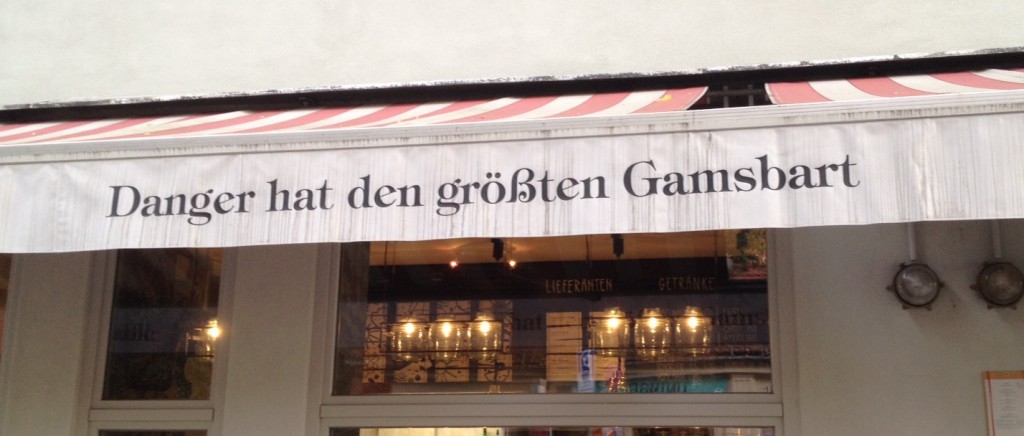 Danger hat den größten Gamsbart
LIEFERANTEN GETRÄNKE